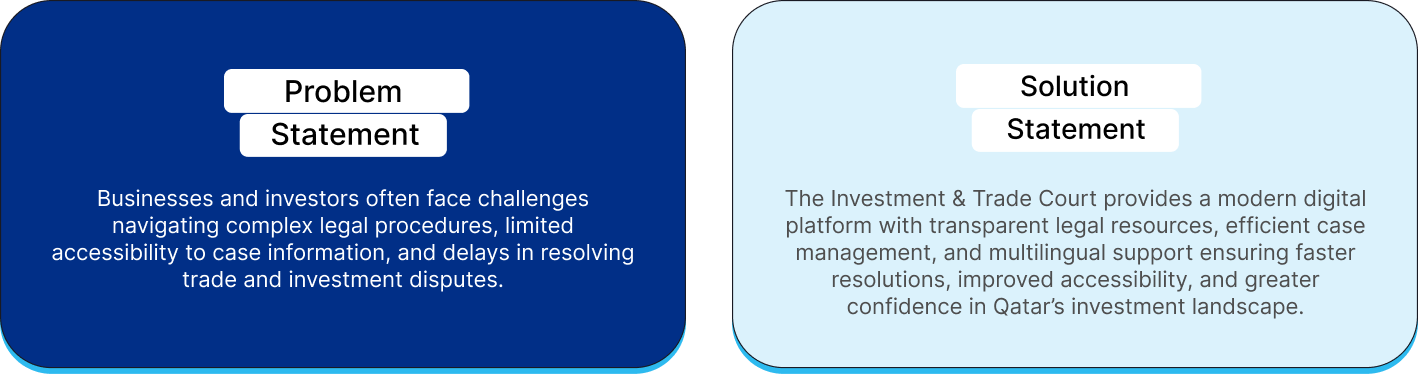 Problem
Statement
Businesses and investors often face challenges
navigating complex legal procedures, limited
accessibility to case information, and delays in resolving
trade and investment disputes.
Solution
Statement
The Investment & Trade Court provides a modern digital
platform with transparent legal resources, efficient case
management, and multilingual support ensuring faster
resolutions, improved accessibility, and greater
confidence in Qatar’s investment landscape.